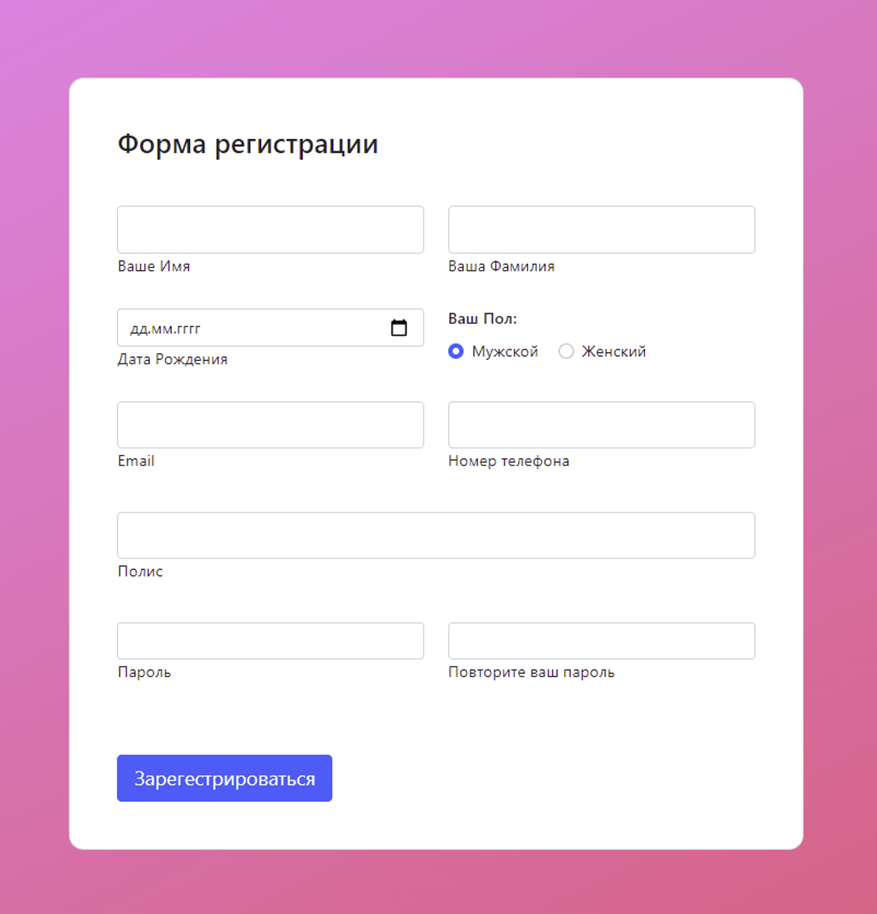 Форма регистрации
Ваше Имя
Ваша Фамилия
дд.мм.гггг
Дата Рождения
Ваш Пол:
Мужской
Женский
Email
Номер телефона
Полис
Пароль
Повторите ваш пароль
Зарегестрироваться